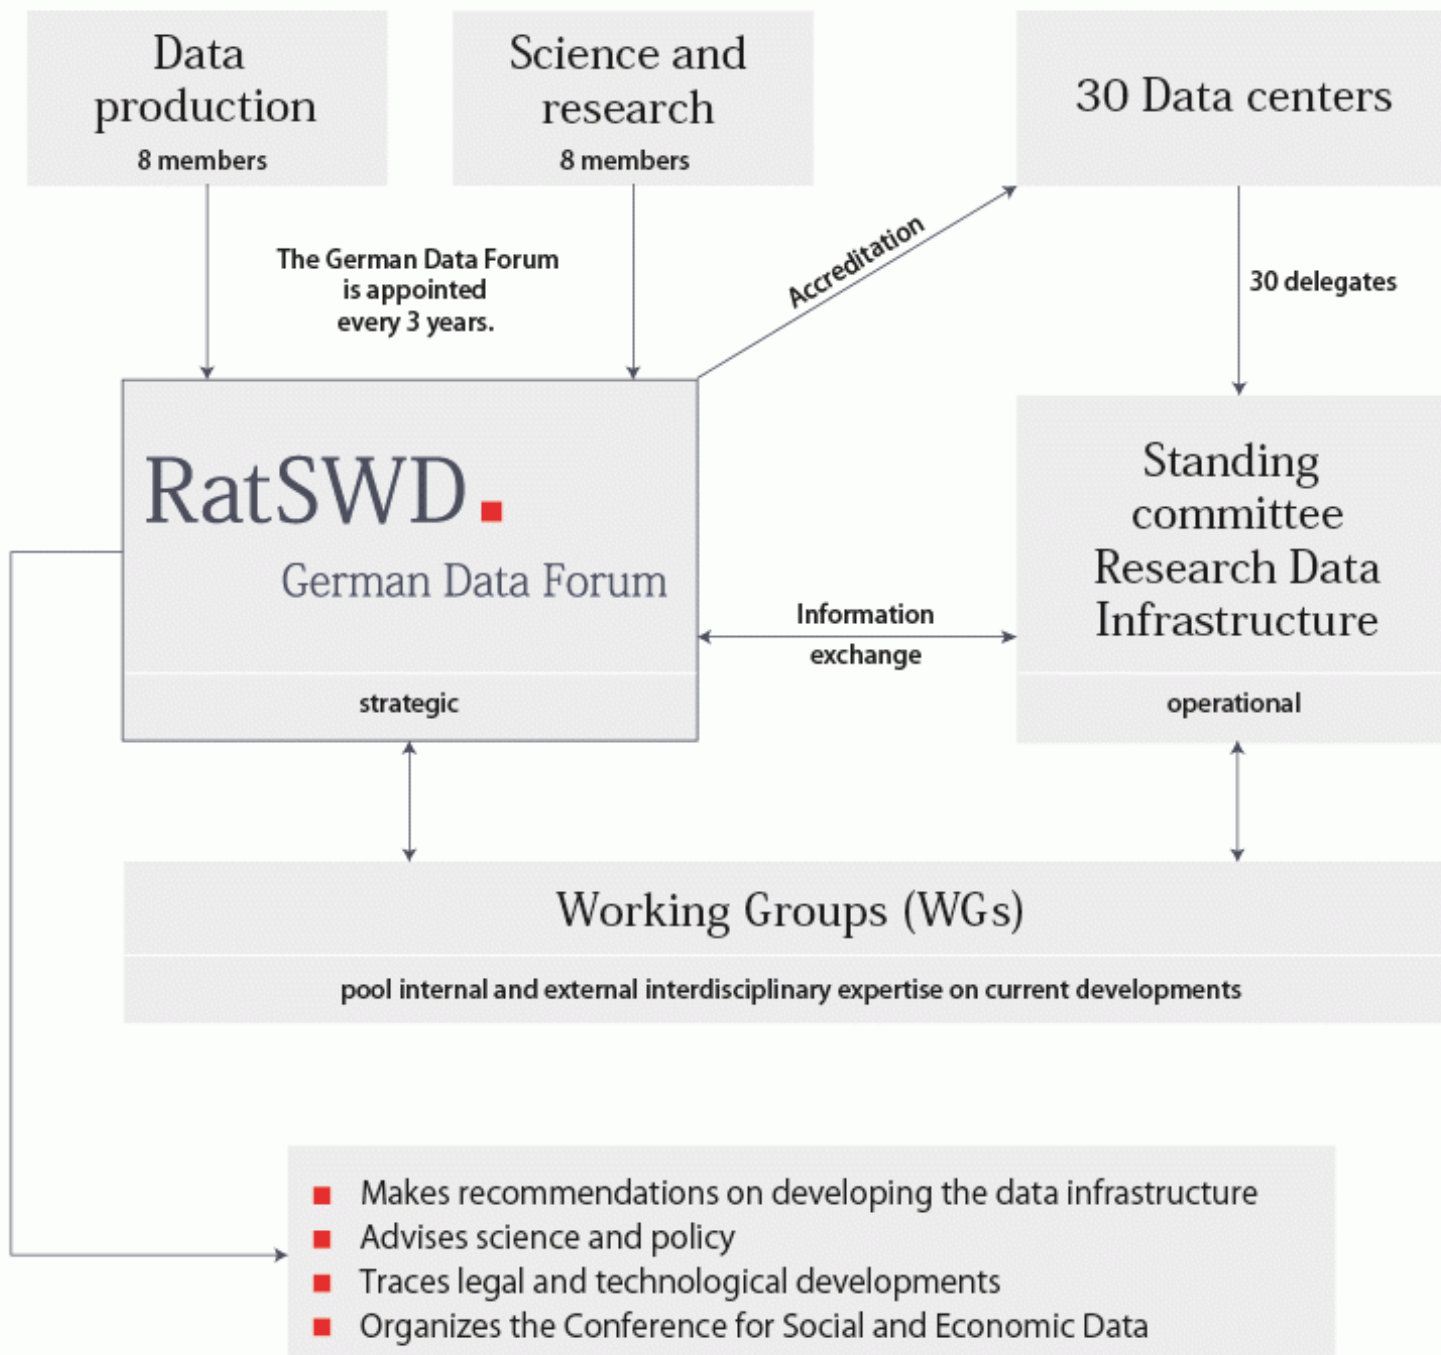 Data
production
8 members
Science and
research
8 members
30 Data centers
The German Data Forum
is appointed
every 3 years.
Accreditation
30 delegates
RatSWD.
German Data Forum
strategic
Information
exchange
Standing
committee
Research Data
Infrastructure
operational
Working Groups (WGs)
pool internal and external interdisciplinary expertise on current developments
Makes recommendations on developing the data infrastructure
Advises science and policy
Traces legal and technological developments
Organizes the Conference for Social and Economic Data